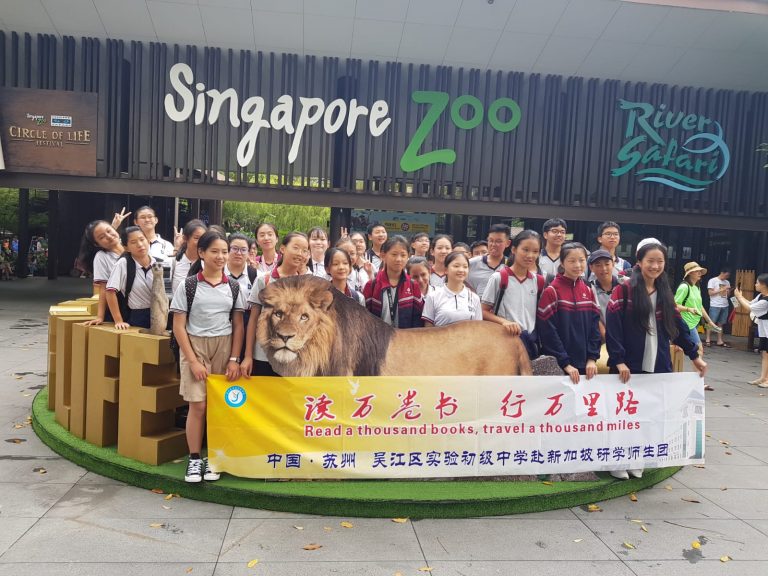 Singapore Zoo
River Safari
CIRCLE OF LIFE
FESTIVAL
LIFE
读万卷书 行万里路
Read a thousand books, travel a thousand miles
中国·苏州 吴江区实验初级中学赴新加坡研学师生团